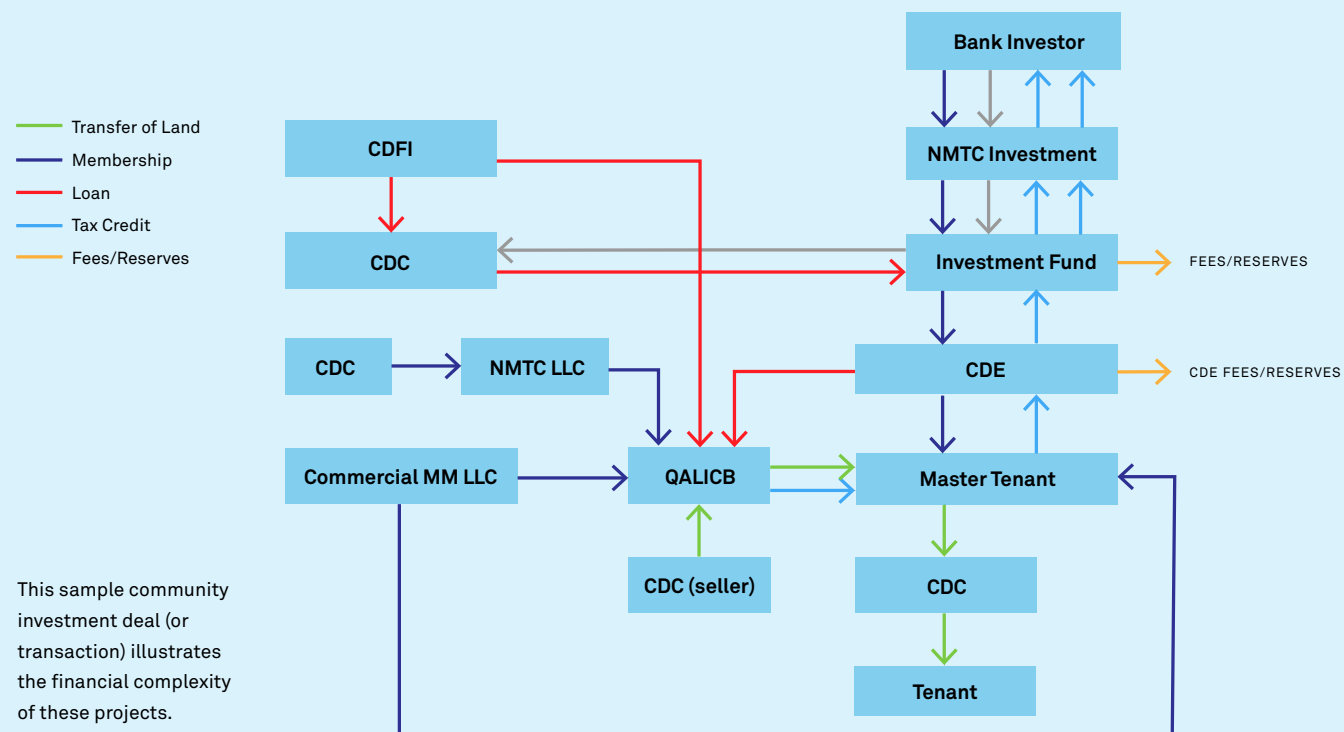 Bank Investor
Transfer of Land
Membership
Loan
Tax Credit
Fees/Reserves
CDFI
NMTC Investment
CDC
Investment Fund
FEES/RESERVES
CDC
NMTC LLC
CDE
CDE FEES/RESERVES
Commercial MM LLC
QALICB
Master Tenant
CDC (seller)
CDC
Tenant
This sample community
investment deal (or
transaction) illustrates
the financial complexity
of these projects.